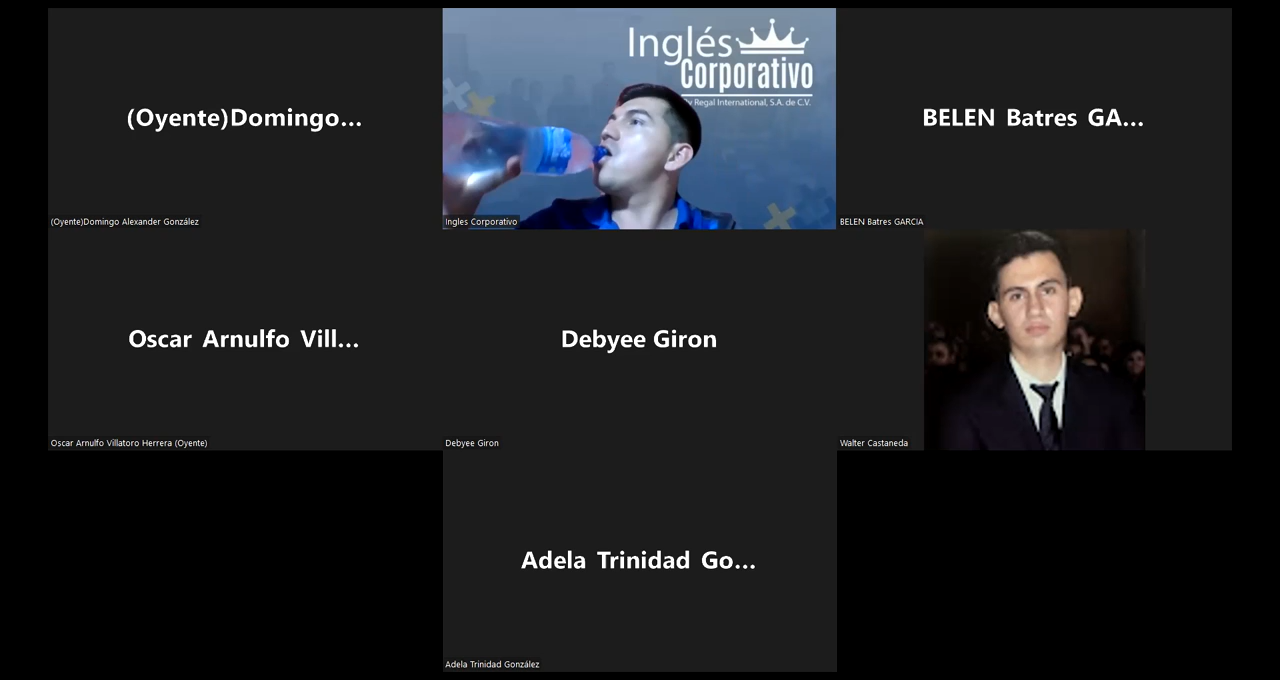 (Oyente)Domingo...
(Oyente)Domingo Alexander González
Inglés
Corporativo
y Regal International, S.A. de C.V.
Ingles Corporativo
BELEN Batres GA...
BELEN Batres GARCIA
Oscar Arnulfo Vill...
Oscar Arnulfo Villatoro Herrera (Oyente)
Debyee Giron
Debyee Giron
Walter Castaneda
Adela Trinidad Go...
Adela Trinidad González